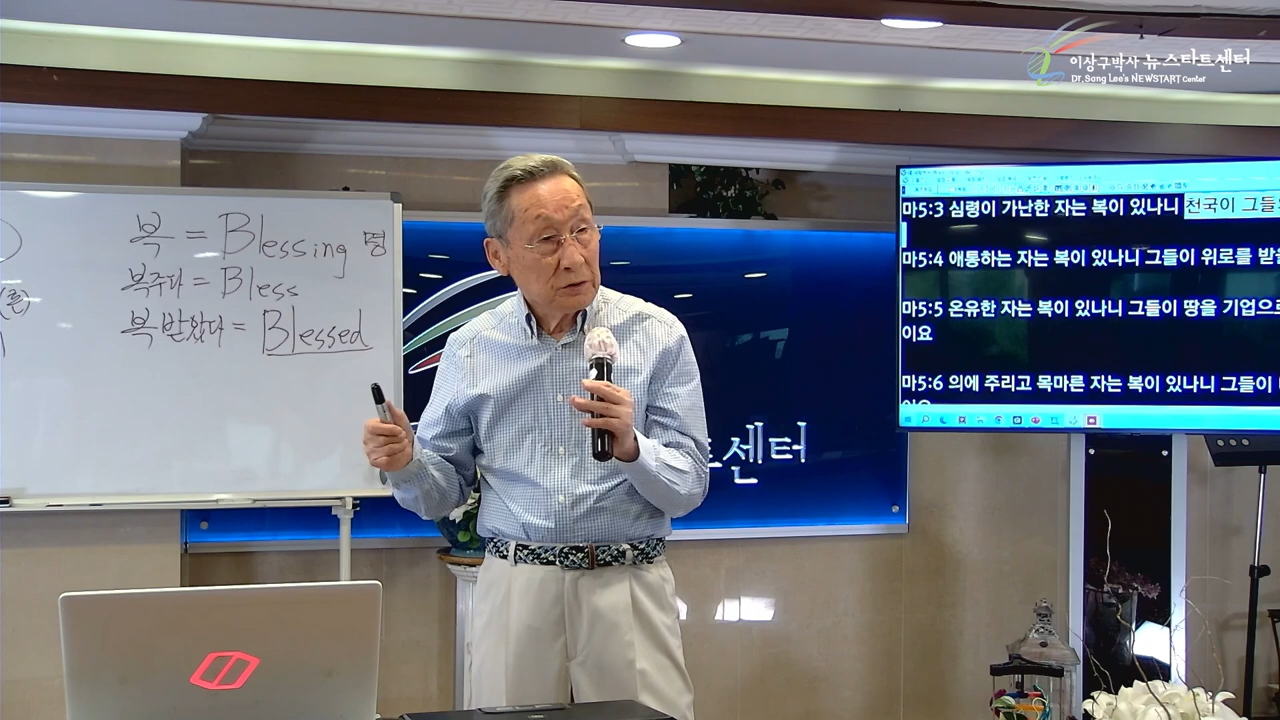 이상구박사 뉴스타트센터
Dr. Sang Lee's NEWSTART Center
복 = Blessing 명
복주다 = Bless
복 받았다 = Blessed
(를)
마5:3 심령이 가난한 자는 복이 있나니 천국이 그들
마5:4 애통하는 자는 복이 있나니 그들이 위로를 받을
마5:5 온유한 자는 복이 있나니 그들이 땅을 기업으로
이요
마5:6 의에 주리고 목마른 자는 복이 있나니 그들이
트센터